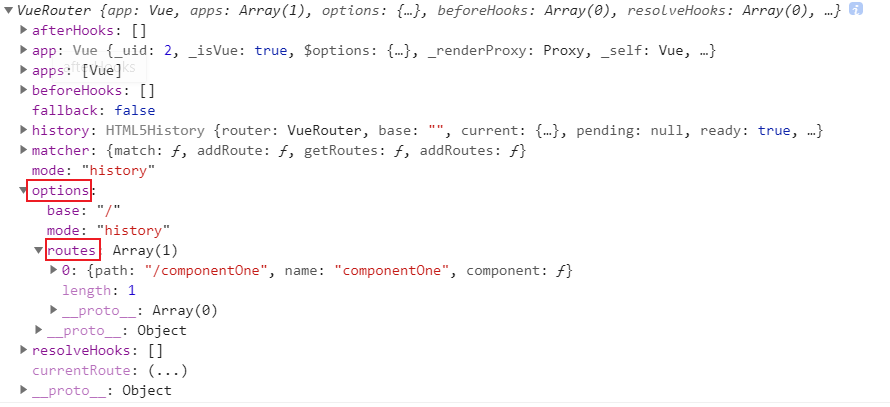 VueRouter {app: Vue, apps: Array(1), options: {…}, beforeHooks: Array(0), resolveHooks: Array(0), …} i
afterHooks: []
app: Vue {_uid: 2, _isVue: true, $options: {…}, _renderProxy: Proxy, _self: Vue, …}
afterHooks
apps: [Vue]
beforeHooks: []
fallback: false
history: HTML5History {router: VueRouter, base: "", current: {…}, pending: null, ready: true, …}
matcher: {match: ƒ, addRoute: ƒ, getRoutes: ƒ, addRoutes: ƒ}
mode: "history"
options:
base: "/"
mode: "history"
routes: Array(1)
0: {path: "/componentOne", name: "componentOne", component: ƒ}
length: 1
__proto__: Array(0)
__proto__: Object
resolveHooks: []
currentRoute: (...)
__proto__: Object